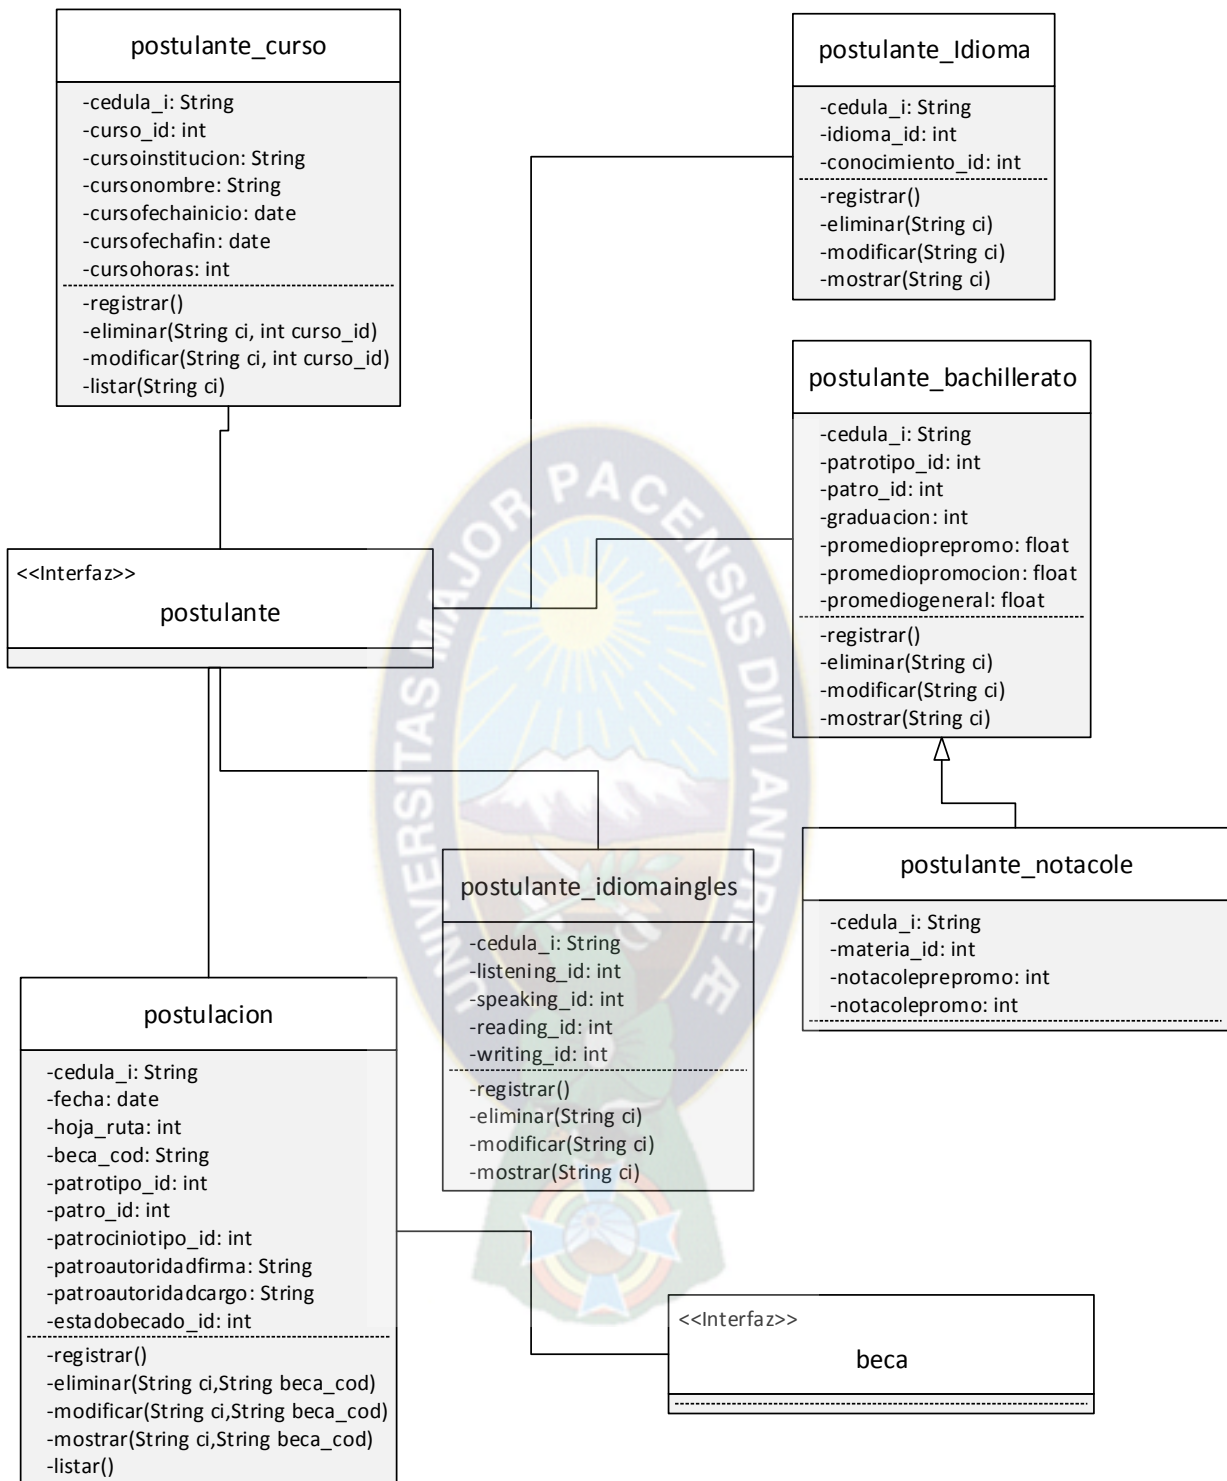 postulante_curso
-cedula_i: String
-curso_id: int
-cursoinstitucion: String
-cursonombre: String
-cursofechainicio: date
-cursofechafin: date
-cursohoras: int
-registrar()
-eliminar(String ci, int curso_id)
-modificar(String ci, int curso_id)
-listar(String ci)
postulante_Idioma
-cedula_i: String
-idioma_id: int
-conocimiento_id: int
-registrar()
-eliminar(String ci)
-modificar(String ci)
-mostrar(String ci)
postulante_bachillerato
-cedula_i: String
-patrotipo_id: int
-patro_id: int
-graduacion: int
-promedioprepromo: float
-promediopromocion: float
-promediogeneral: float
-registrar()
-eliminar(String ci)
-modificar(String ci)
-mostrar(String ci)
<<Interfaz>>
postulante
UNIVERSITAS MAJOR PACENSIS DIVI ANDRE Æ
postulante_idiomaingles
-cedula_i: String
-listening_id: int
-speaking_id: int
-reading_id: int
-writing_id: int
-registrar()
-eliminar(String ci)
-modificar(String ci)
-mostrar(String ci)
postulante_notacole
-cedula_i: String
-materia_id: int
-notacoleprepromo: int
-notacolepromo: int
postulacion
-cedula_i: String
-fecha: date
-hoja_ruta: int
-beca_cod: String
-patrotipo_id: int
-patro_id: int
-patrociniotipo_id: int
-patroautoridadfirma: String
-patroautoridadcargo: String
-estadobecado_id: int
-registrar()
-eliminar(String ci,String beca_cod)
-modificar(String ci,String beca_cod)
-mostrar(String ci,String beca_cod)
-listar()
<<Interfaz>>
beca